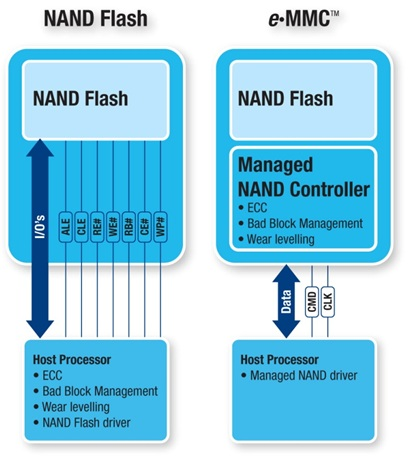 NAND Flash
NAND Flash
I/0's
ALE
CLE
RE#
WE#
RB#
CE#
WP#
Host Processor
• ECC
• Bad Block Management
• Wear levelling
• NAND Flash driver
e•MMC™
NAND Flash
Managed
NAND Controller
• ECC
• Bad Block Management
• Wear levelling
Data
CMD
CLK
Host Processor
• Managed NAND driver